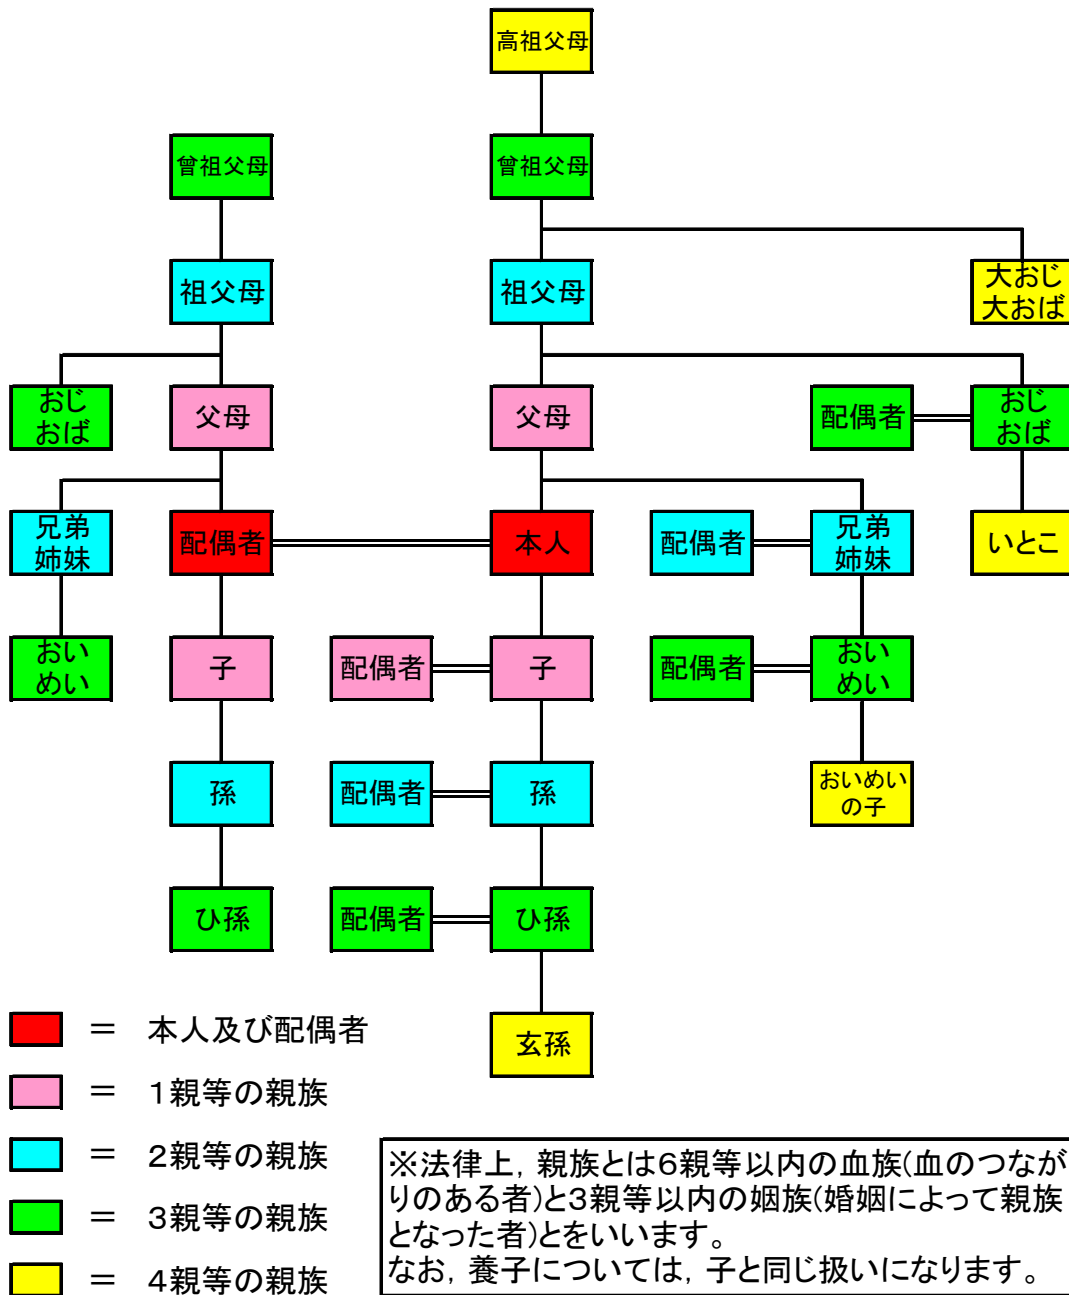 高祖父母
曾祖父母
曾祖父母
祖父母
祖父母
大おじ
大おば
おじ
おば
父母
父母
配偶者
おじ
おば
兄弟
姉妹
配偶者
本人
配偶者
兄弟
姉妹
いとこ
おい
めい
子
配偶者
子
配偶者
おい
めい
孫
配偶者
孫
おいめい
の子
ひ孫
配偶者
ひ孫
玄孫
＝ 本人及び配偶者
＝ 1親等の親族
＝ 2親等の親族
＝ 3親等の親族
＝ 4親等の親族
※法律上，親族とは6親等以内の血族(血のつなが
りのある者)と3親等以内の姻族(婚姻によって親族
となった者)とをいいます。
なお，養子については，子と同じ扱いになります。